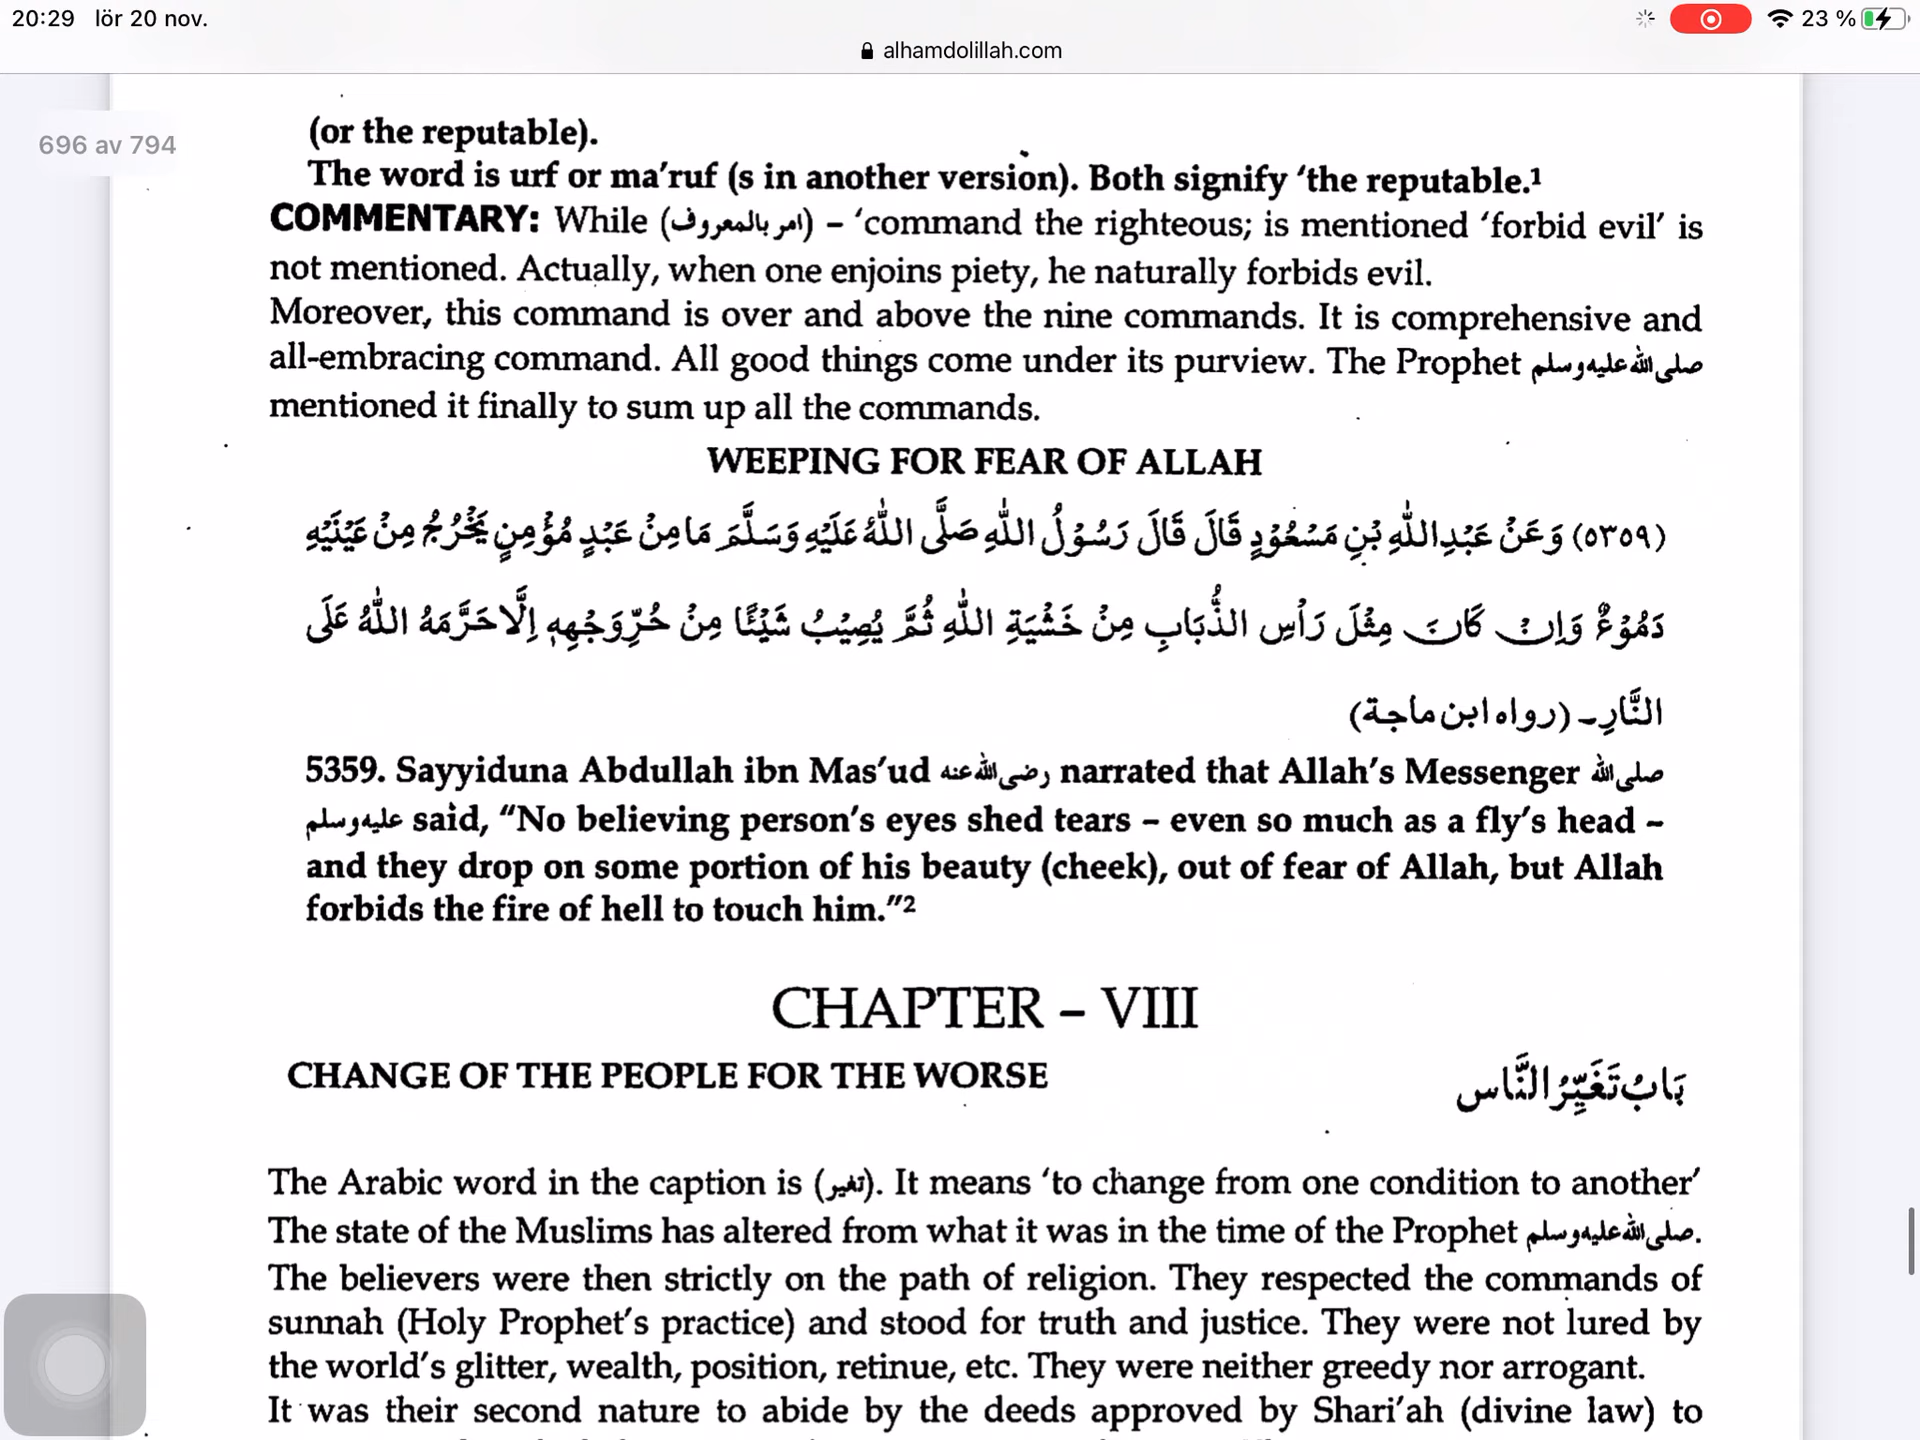 20:29 lör 20 nov.
23 %
alhamdolillah.com
696 av 794
(or the reputable).
The word is urf or ma’ruf (s in another version). Both signify ‘the reputable.¹
COMMENTARY: While (امر بالمعروف) – ‘command the righteous; is mentioned ‘forbid evil’ is
not mentioned. Actually, when one enjoins piety, he naturally forbids evil.
Moreover, this command is over and above the nine commands. It is comprehensive and
all-embracing command. All good things come under its purview. The Prophet صلى الله عليه وسلم
mentioned it finally to sum up all the commands.
WEEPING FOR FEAR OF ALLAH
(٥٣٥٩) وَعَنْ عَبْدِ اللّٰهِ بْنِ مَسْعُوْدٍ قَالَ قَالَ رَسُوْلُ اللّٰهِ صَلَّى اللّٰهُ عَلَيْهِ وَسَلَّمَ مَا مِنْ عَبْدٍ مُؤْمِنٍ يَخْرُجُ مِنْ عَيْنَيْهِ
دَمُوْعٌ وَاِنْ كَانَ مِثْلَ رَأْسِ الذُّبَابِ مِنْ خَشْيَةِ اللّٰهِ ثُمَّ يُصِيْبُ شَيْئًا مِنْ حُرِّ وَجْهِهٖ اِلَّا حَرَّمَهُ اللّٰهُ عَلَى
النَّارِ۔ (رواه ابن ماجة)
5359. Sayyiduna Abdullah ibn Mas’ud رضى الله عنه narrated that Allah’s Messenger صلى الله
عليه وسلم said, “No believing person’s eyes shed tears – even so much as a fly’s head –
and they drop on some portion of his beauty (cheek), out of fear of Allah, but Allah
forbids the fire of hell to touch him.”²
CHAPTER – VIII
CHANGE OF THE PEOPLE FOR THE WORSE بَابُ تَغَيِّرُ النَّاس
The Arabic word in the caption is (تغير). It means ‘to change from one condition to another’
The state of the Muslims has altered from what it was in the time of the Prophet صلى الله عليه وسلم.
The believers were then strictly on the path of religion. They respected the commands of
sunnah (Holy Prophet’s practice) and stood for truth and justice. They were not lured by
the world’s glitter, wealth, position, retinue, etc. They were neither greedy nor arrogant.
It was their second nature to abide by the deeds approved by Shari’ah (divine law) to